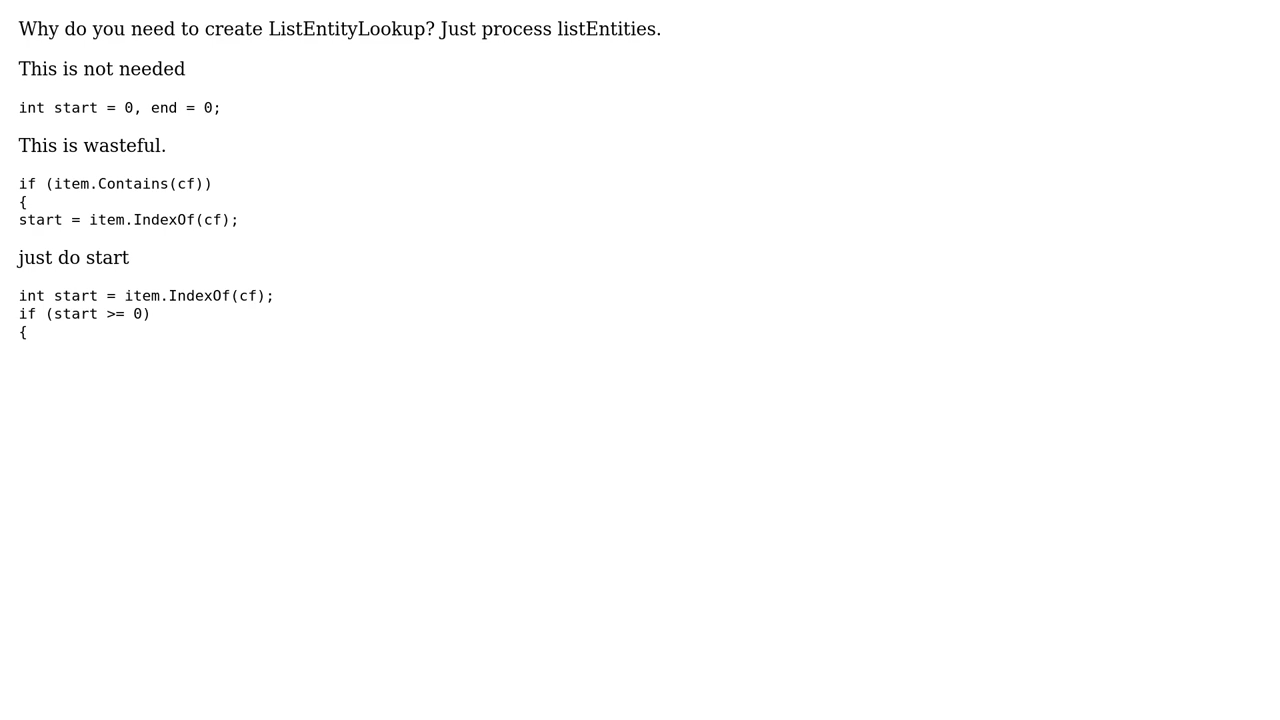 Why do you need to create ListEntityLookup? Just process listEntities.
This is not needed
int start = 0, end = 0;
This is wasteful.
if (item.Contains(cf))
{
start = item.IndexOf(cf);
just do start
int start = item.IndexOf(cf);
if (start >= 0)
{